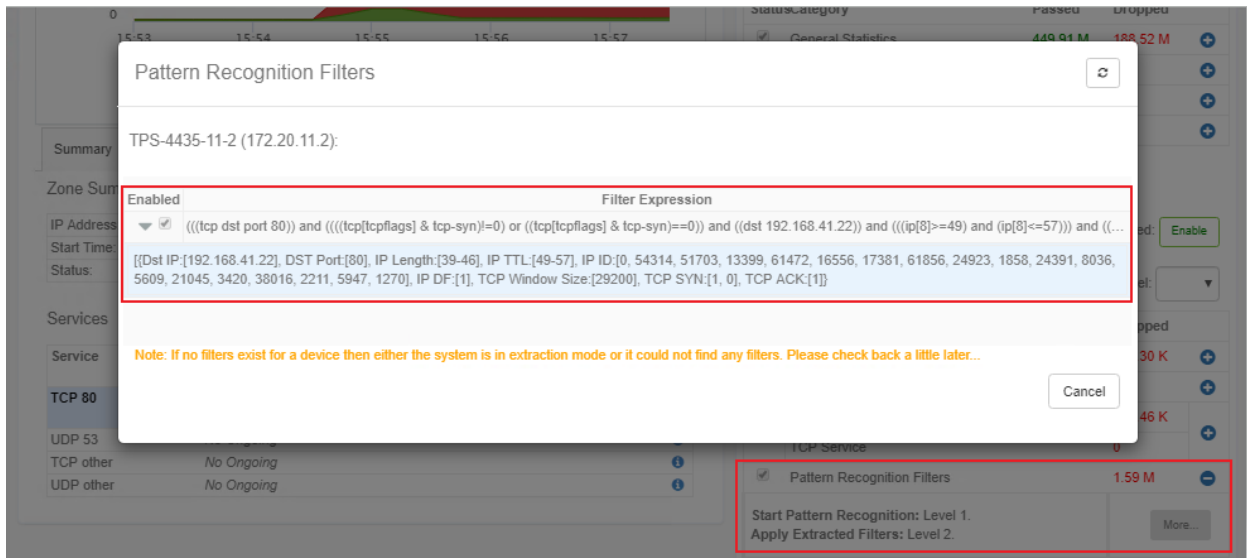 0
15:53 15:54 15:55 15:56 15:57
Status Category Passed Dropped
General Statistics 449.91 M 188.52 M
Pattern Recognition Filters
TPS-4435-11-2 (172.20.11.2):
Summary
Zone Sum
IP Address
Start Time:
Status:
Enabled Filter Expression
(((tcp dst port 80)) and ((((tcp[tcpflags] & tcp-syn)!=0) or ((tcp[tcpflags] & tcp-syn)==0)) and ((dst 192.168.41.22)) and (((ip[8]>=49) and (ip[8]<=57))) and ((...
[{Dst IP:[192.168.41.22], DST Port:[80], IP Length:[39-46], IP TTL:[49-57], IP ID:[0, 54314, 51703, 13399, 61472, 16556, 17381, 61856, 24923, 1858, 24391, 8036,
5609, 21045, 3420, 38016, 2211, 5947, 1270], IP DF:[1], TCP Window Size:[29200], TCP SYN:[1, 0], TCP ACK:[1]}
ed: Enable
el:
Services
pped
Service
Note: If no filters exist for a device then either the system is in extraction mode or it could not find any filters. Please check back a little later...
30 K
TCP 80
Cancel
46 K
UDP 53
TCP Service 0
TCP other No Ongoing
UDP other No Ongoing
Pattern Recognition Filters 1.59 M
Start Pattern Recognition: Level 1.
Apply Extracted Filters: Level 2.
More...